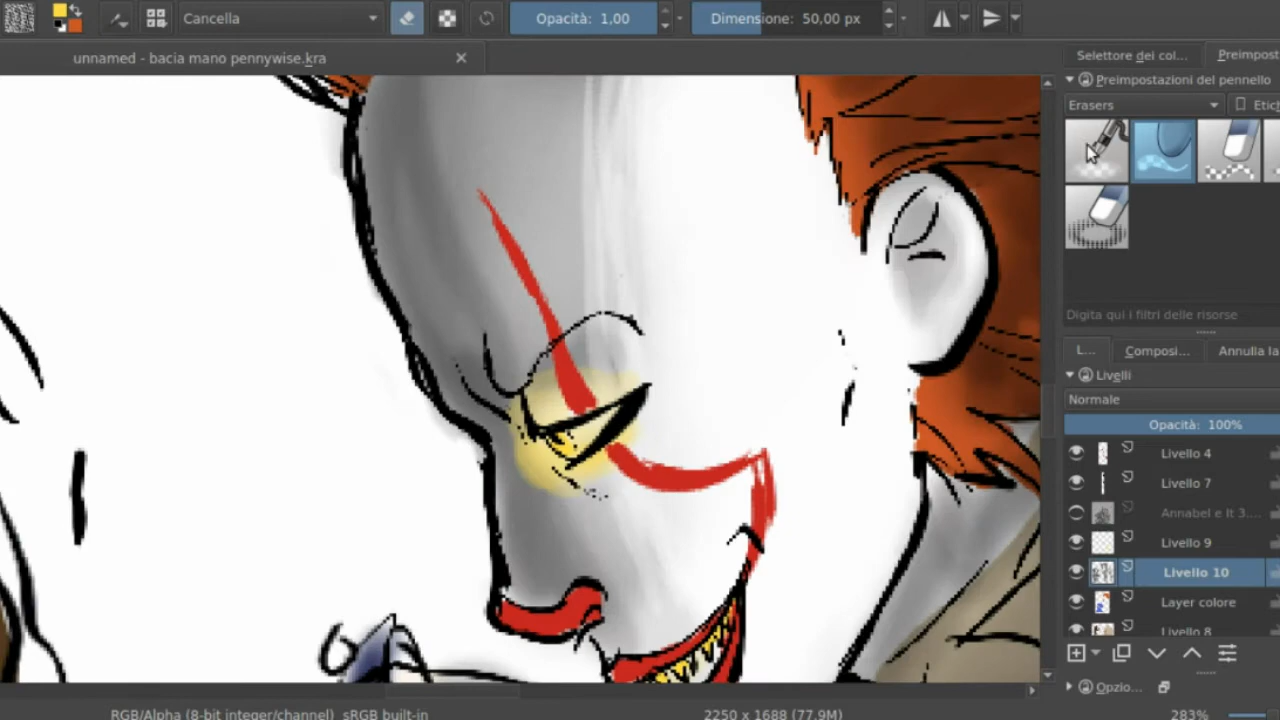 Cancella
Opacità: 1,00
Dimensione: 50,00 px
unnamed - bacia mano pennywise.kra
Selettore dei col...
Preimpost
Preimpostazioni del pennello
Erasers
Etich
Digita qui i filtri delle risorse
L...
Composi...
Annulla la
Livelli
Normale
Opacità: 100%
Livello 4
Livello 7
Annabel e It 3....
Livello 9
Livello 10
Layer colore
Livello 8
Opzio...
RGB/Alpha (8-bit integer/channel) sRGB built-in
2250 x 1688 (77.9M)
283%